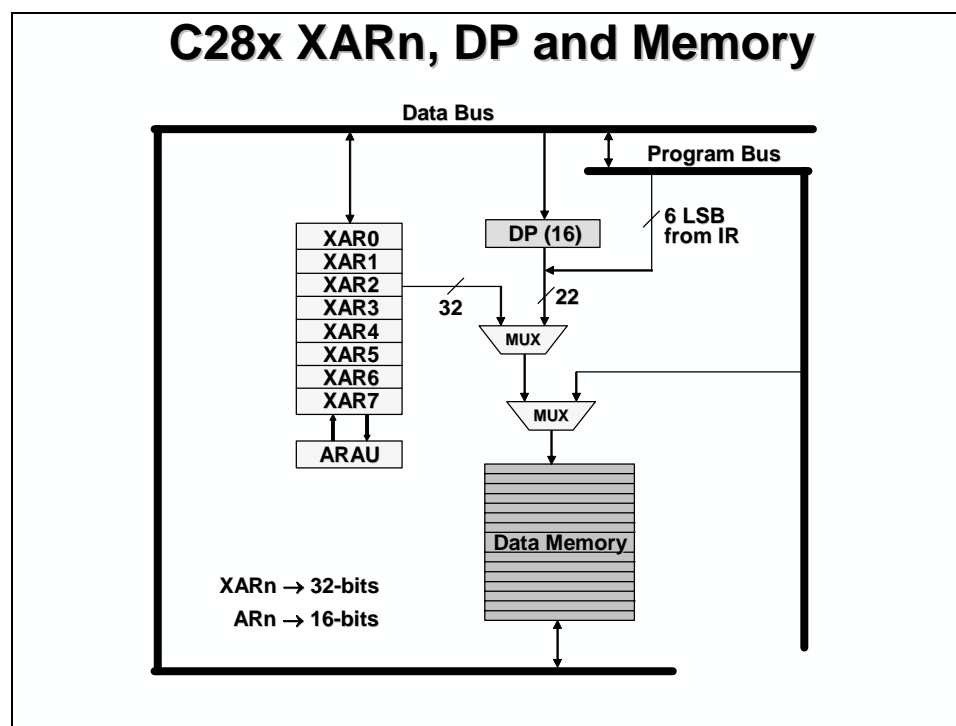 C28x XARn, DP and Memory
Data Bus
Program Bus
6 LSB
from IR
DP (16)
XAR0
XAR1
XAR2
XAR3
XAR4
XAR5
XAR6
XAR7
32
22
MUX
MUX
ARAU
Data Memory
XARn → 32-bits
ARn → 16-bits